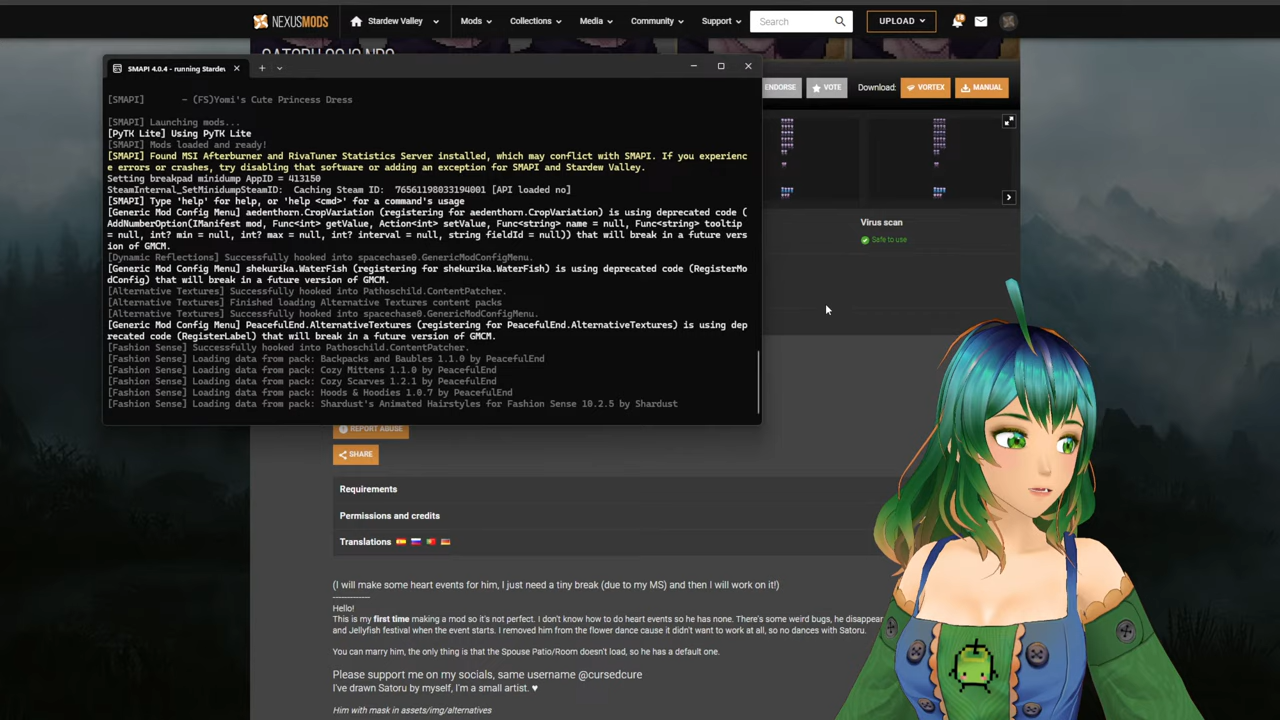 NEXUSMODS
Stardew Valley
Mods
Collections
Media
Community
Support
Search
UPLOAD
SMAPI 4.0.4 - running Stardew
ENDORSE
VOTE
Download:
VORTEX
MANUAL
[SMAPI]       - (FS)Yomi's Cute Princess Dress
[SMAPI] Launching mods...
[PyTK Lite] Using PyTK Lite
[SMAPI] Mods loaded and ready!
[SMAPI] Found MSI Afterburner and RivaTuner Statistics Server installed, which may conflict with SMAPI. If you experienc
e errors or crashes, try disabling that software or adding an exception for SMAPI and Stardew Valley.
Setting breakpad minidump AppID = 413150
SteamInternal_SetMinidumpSteamID:  Caching Steam ID:  76561198033194001 [API loaded no]
[SMAPI] Type 'help' for help, or 'help <cmd>' for a command's usage
[Generic Mod Config Menu] aedenthorn.CropVariation (registering for aedenthorn.CropVariation) is using deprecated code (
AddNumberOption(IManifest mod, Func<int> getValue, Action<int> setValue, Func<string> name = null, Func<string> tooltip
= null, int? min = null, int? max = null, int? interval = null, string fieldId = null)) that will break in a future vers
ion of GMCM.
[Dynamic Reflections] Successfully hooked into spacechase0.GenericModConfigMenu.
[Generic Mod Config Menu] shekurika.WaterFish (registering for shekurika.WaterFish) is using deprecated code (RegisterMo
dConfig) that will break in a future version of GMCM.
[Alternative Textures] Successfully hooked into Pathoschild.ContentPatcher.
[Alternative Textures] Finished loading Alternative Textures content packs
[Alternative Textures] Successfully hooked into spacechase0.GenericModConfigMenu.
[Generic Mod Config Menu] PeacefulEnd.AlternativeTextures (registering for PeacefulEnd.AlternativeTextures) is using dep
recated code (RegisterLabel) that will break in a future version of GMCM.
[Fashion Sense] Successfully hooked into Pathoschild.ContentPatcher.
[Fashion Sense] Loading data from pack: Backpacks and Baubles 1.1.0 by PeacefulEnd
[Fashion Sense] Loading data from pack: Cozy Mittens 1.1.0 by PeacefulEnd
[Fashion Sense] Loading data from pack: Cozy Scarves 1.2.1 by PeacefulEnd
[Fashion Sense] Loading data from pack: Hoods & Hoodies 1.0.7 by PeacefulEnd
[Fashion Sense] Loading data from pack: Shardust's Animated Hairstyles for Fashion Sense 10.2.5 by Shardust
Virus scan
Safe to use
REPORT ABUSE
SHARE
Requirements
Permissions and credits
Translations
(I will make some heart events for him, I just need a tiny break (due to my MS) and then I will work on it!)
---------------
Hello!
This is my first time making a mod so it's not perfect. I don't know how to do heart events so he has none. There's some weird bugs, he disappear
and Jellyfish festival when the event starts. I removed him from the flower dance cause it didn't want to work at all, so no dances with Satoru.
You can marry him, the only thing is that the Spouse Patio/Room doesn't load, so he has a default one.
Please support me on my socials, same username @cursedcure
I've drawn Satoru by myself, I'm a small artist. ♥
Him with mask in assets/img/alternatives